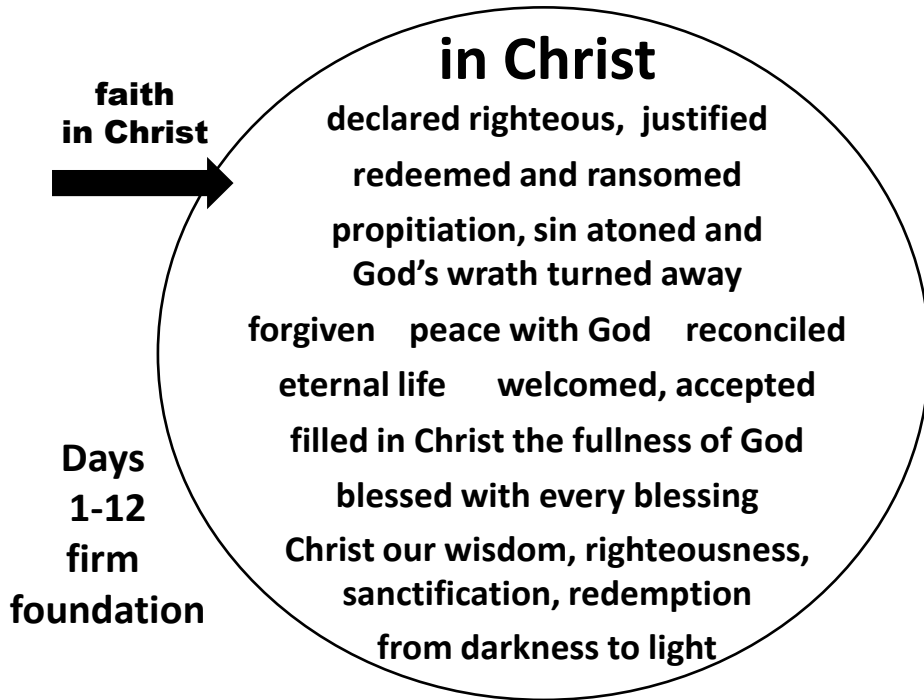 in Christ
faith
in Christ
declared righteous, justified
redeemed and ransomed
propitiation, sin atoned and
God’s wrath turned away
forgiven peace with God reconciled
eternal life welcomed, accepted
filled in Christ the fullness of God
blessed with every blessing
Christ our wisdom, righteousness,
sanctification, redemption
from darkness to light
Days
1-12
firm
foundation